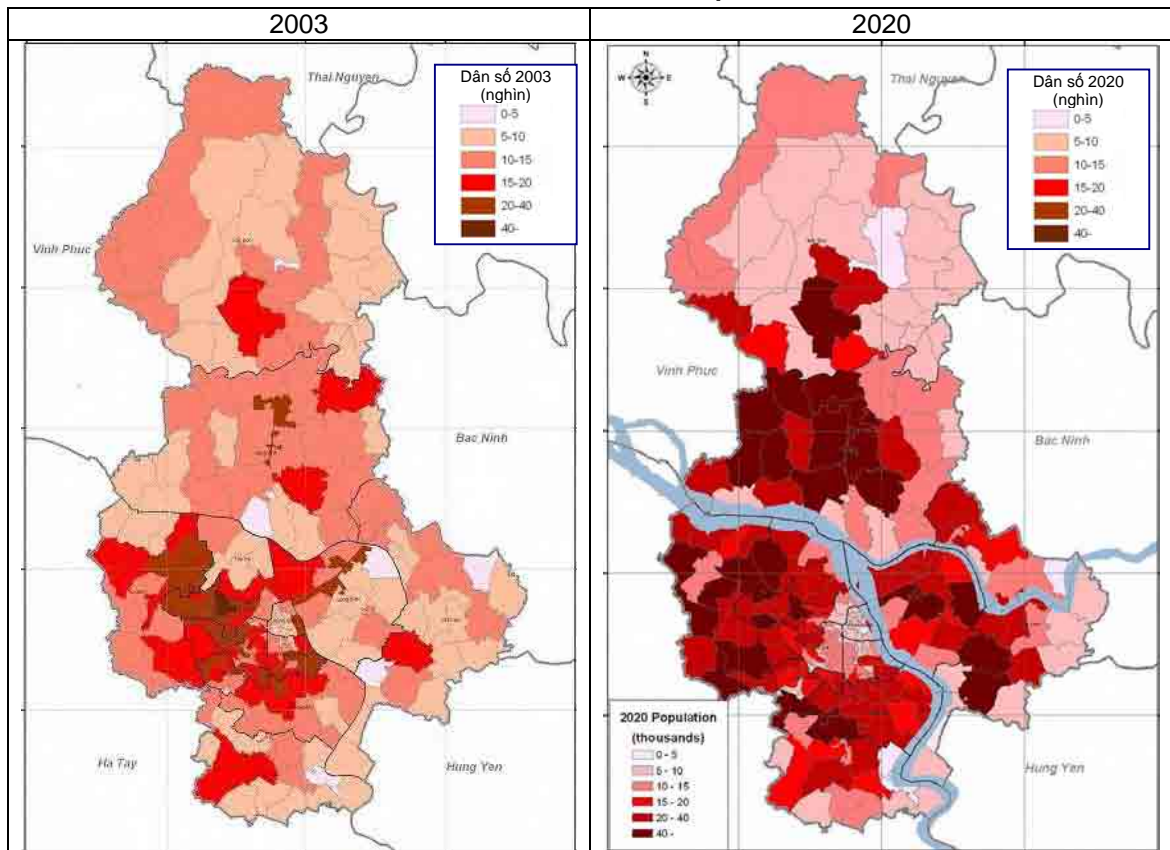 2003
2020
Thai Nguyen
Dân số 2003
(nghìn)
0-5
5-10
10-15
15-20
20-40
40-
Vinh Phuc
Bac Ninh
Ha Tay
Hung Yen
N
W
E
S
Thai Nguyen
Dân số 2020
(nghìn)
0-5
5-10
10-15
15-20
20-40
40-
Vinh Phuc
Bac Ninh
Hung Yen
2020 Population
(thousands)
0 - 5
5 - 10
10 - 15
15 - 20
20 - 40
40 -